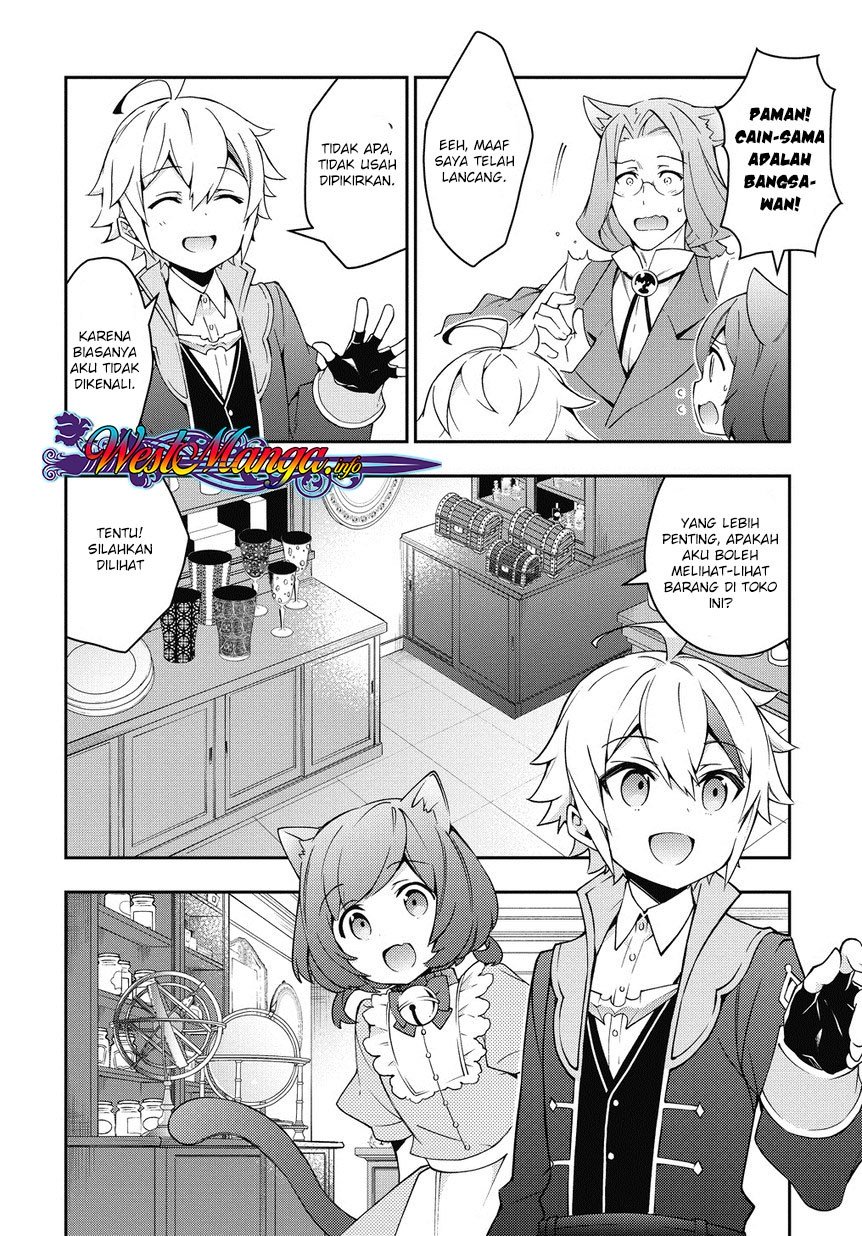 PAMAN!
CAIN-SAMA
ADALAH
BANGSA-
WAN!
EEH, MAAF
SAYA TELAH
LANCANG.
TIDAK APA,
TIDAK USAH
DIPIKIRKAN.
KARENA
BIASANYA
AKU TIDAK
DIKENALI.
WestManga.info
YANG LEBIH
PENTING, APAKAH
AKU BOLEH
MELIHAT-LIHAT
BARANG DI TOKO
INI?
TENTU!
SILAHKAN
DILIHAT